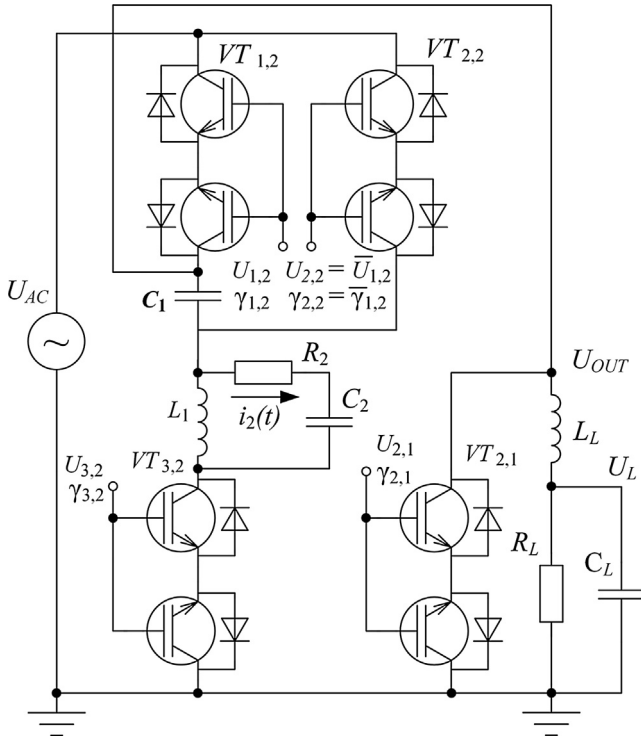 VT 1,2
VT 2,2
U AC
~
C1
U1,2 U2,2 = U̅1,2
γ1,2 γ2,2 = γ̅1,2
R2
C2
L1
i2(t)
UOUT
LL
UL
U3,2
γ3,2
VT3,2
U2,1
γ2,1
VT2,1
RL
CL